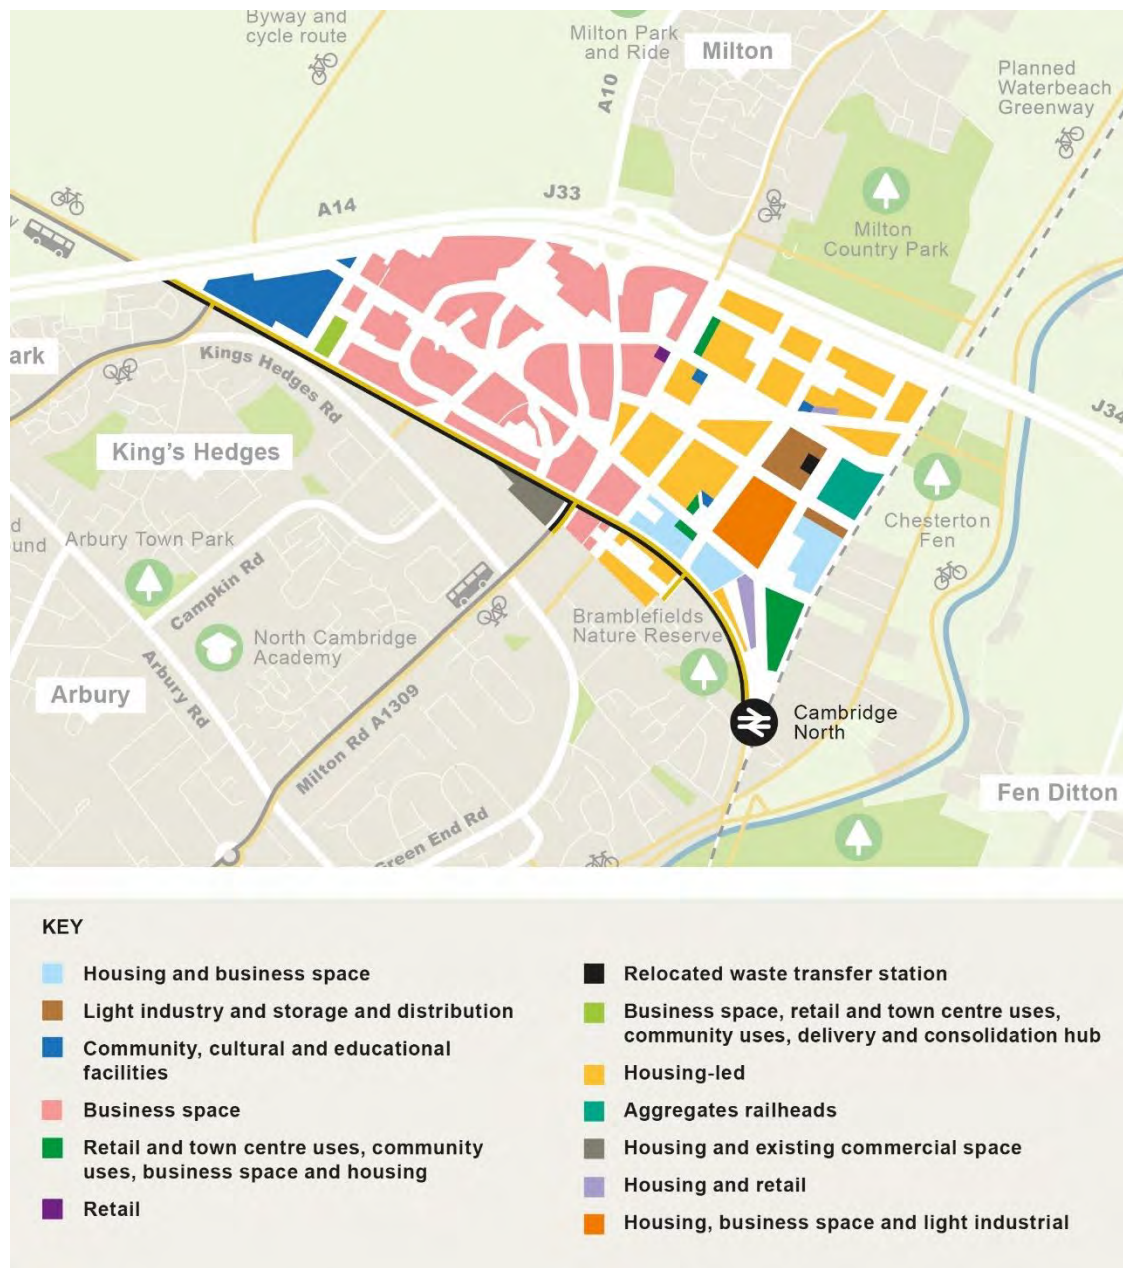 Byway and
cycle route
Milton Park
and Ride
Milton
Planned
Waterbeach
Greenway
A10
J33
A14
Milton
Country Park
ark
Kings Hedges Rd
J34
King's Hedges
Chesterton
Fen
d
und
Arbury Town Park
Campkin Rd
North Cambridge
Academy
Bramblefields
Nature Reserve
Arbury
Arbury Rd
Milton Rd A1309
Cambridge
North
Fen Ditton
Green End Rd
KEY
Housing and business space
Light industry and storage and distribution
Community, cultural and educational
facilities
Business space
Retail and town centre uses, community
uses, business space and housing
Retail
Relocated waste transfer station
Business space, retail and town centre uses,
community uses, delivery and consolidation hub
Housing-led
Aggregates railheads
Housing and existing commercial space
Housing and retail
Housing, business space and light industrial